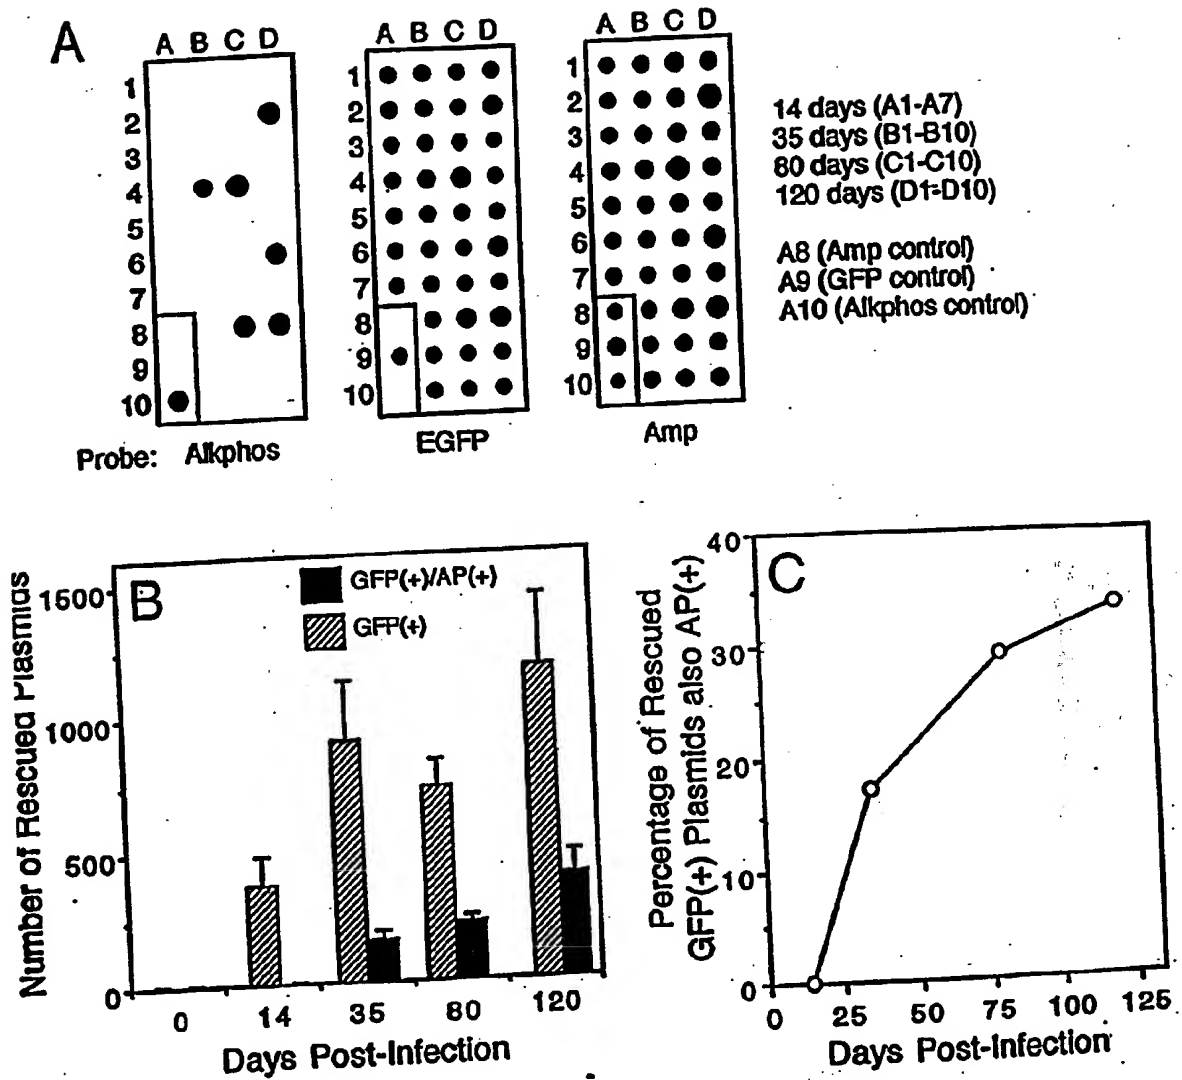 A
A B C D
1
2
3
4
5
6
7
8
9
10
A B C D
1
2
3
4
5
6
7
8
9
10
A B C D
1
2
3
4
5
6
7
8
9
10
Probe: Alkphos
EGFP
Amp
14 days (A1-A7)
35 days (B1-B10)
80 days (C1-C10)
120 days (D1=D10)
A8 (Amp control)
A9 (GFP control)
A10 (Alkphos control)
B
GFP(+)/AP(+)
GFP(+)
Number of Rescued Plasmids
1500
1000
500
0
0 14 35 80 120
Days Post-Infection
C
Percentage of Rescued
GFP(+) Plasmids also AP(+)
40
30
20
10
0
0 25 50 75 100 125
Days Post-Infection